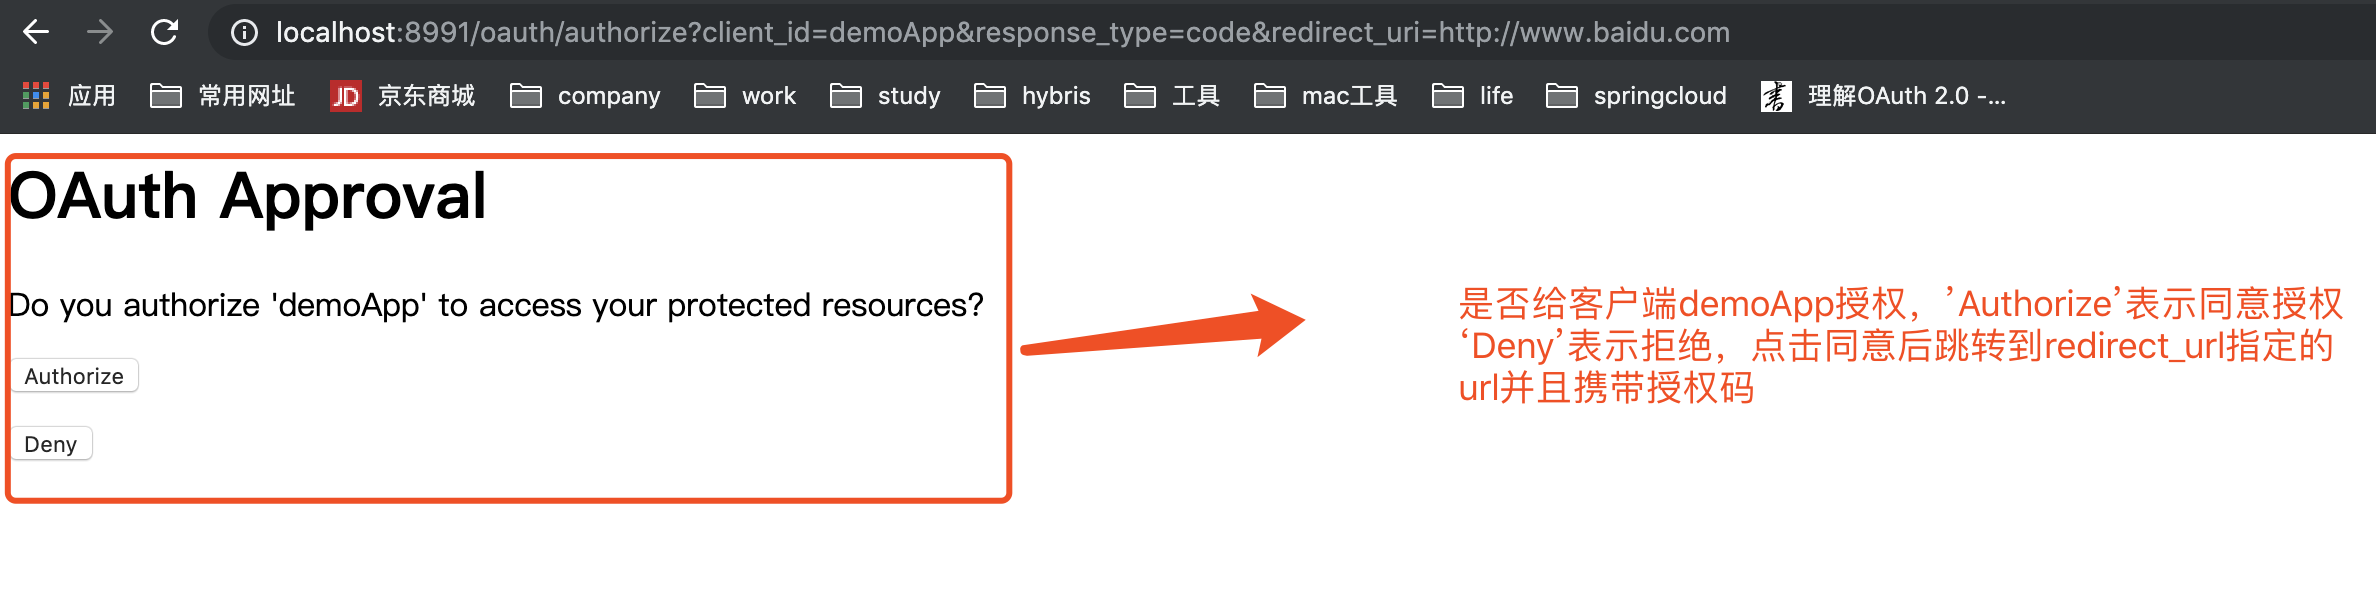 localhost:8991/oauth/authorize?client_id=demoApp&response_type=code&redirect_uri=http://www.baidu.com
应用 常用网址 JD 京东商城 company work study hybris 工具 mac工具 life springcloud 書 理解OAuth 2.0 -...
OAuth Approval
Do you authorize 'demoApp' to access your protected resources?
Authorize
Deny
是否给客户端demoApp授权，’Authorize’表示同意授权
‘Deny’表示拒绝，点击同意后跳转到redirect_url指定的
url并且携带授权码